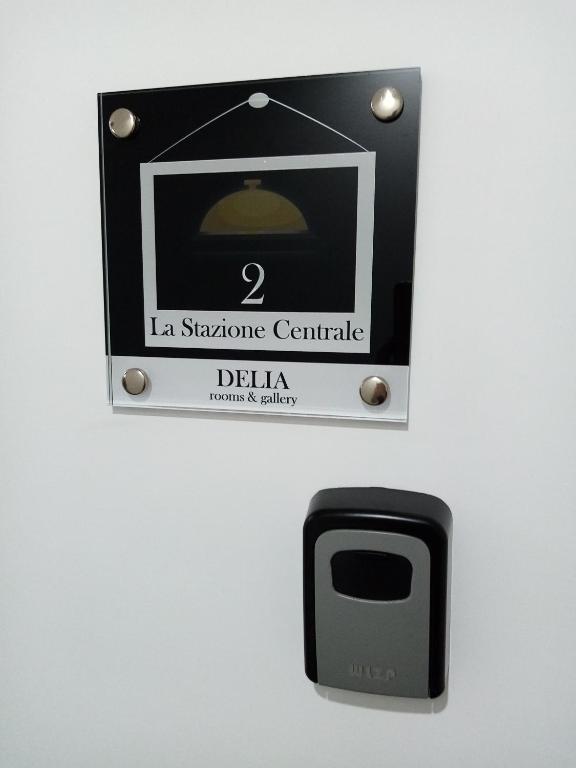 2
La Stazione Centrale
DELIA
rooms & gallery